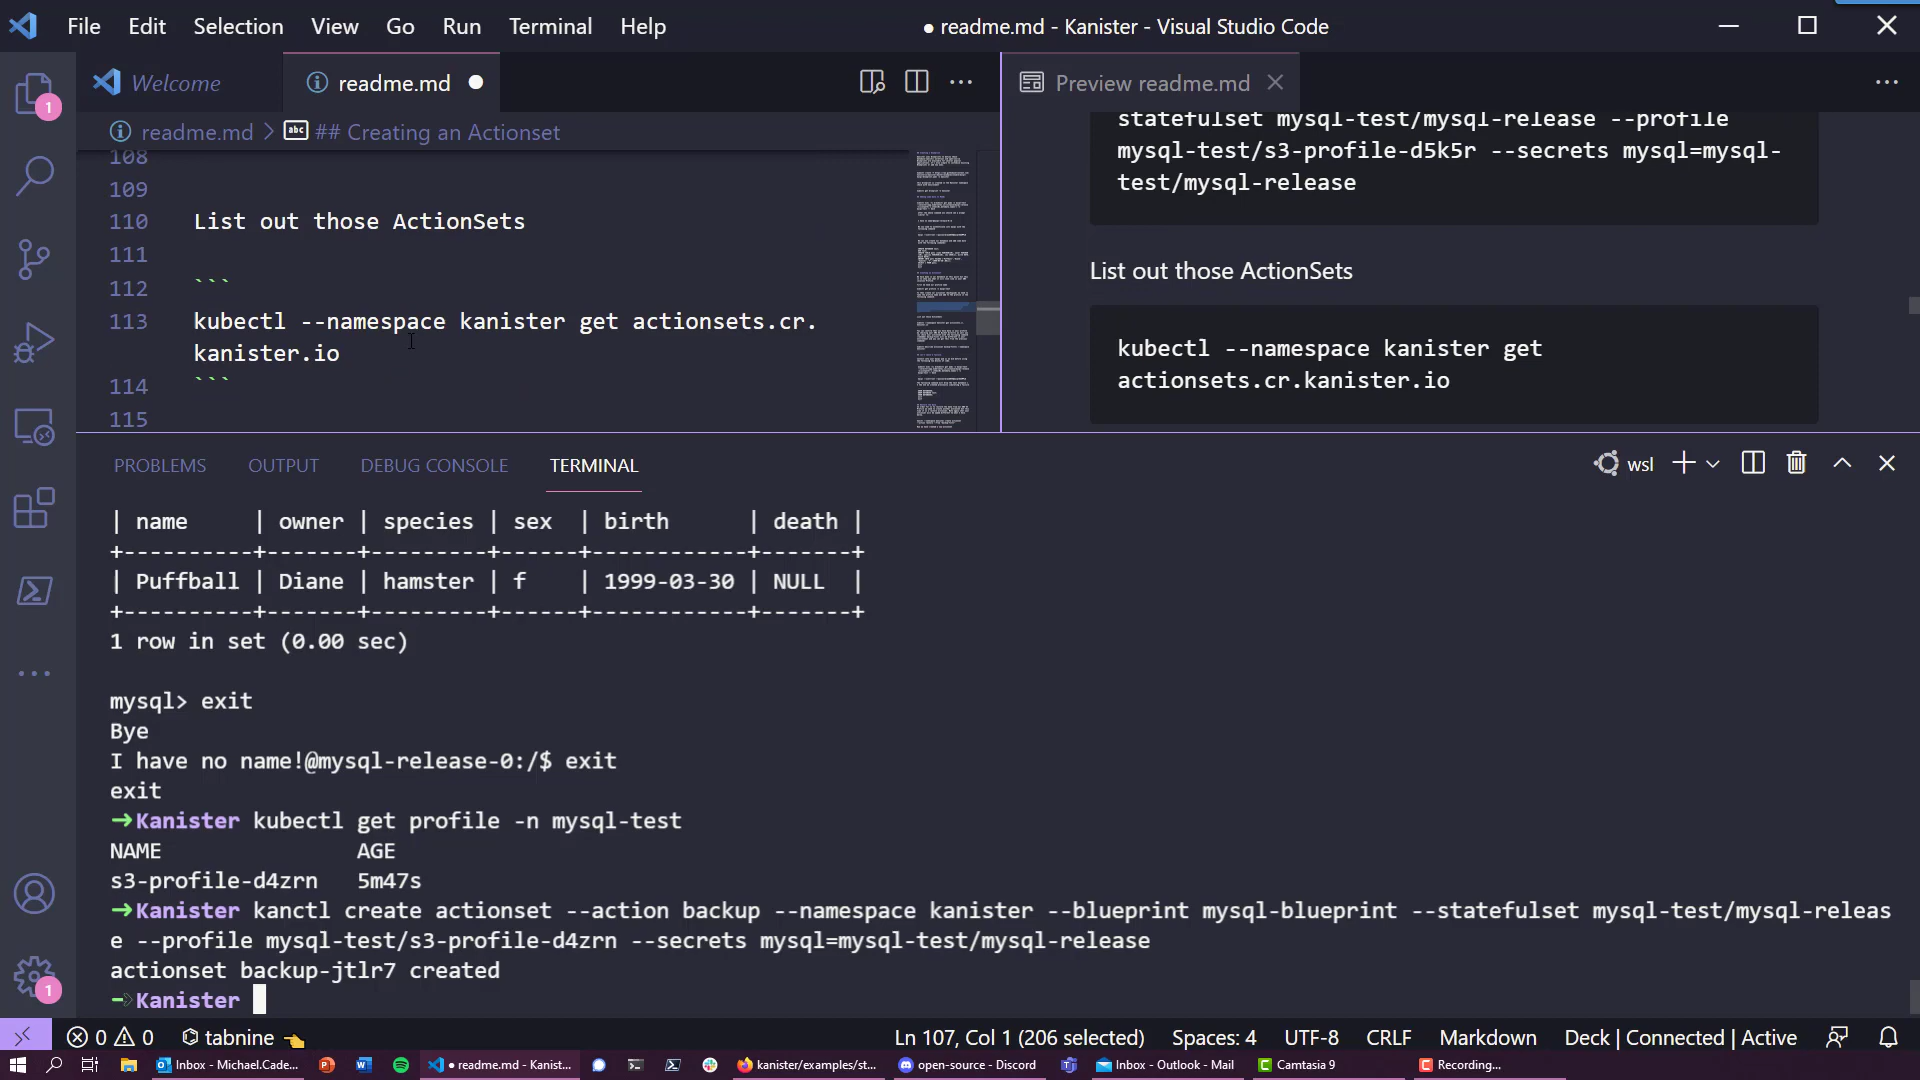 File Edit Selection View Go Run Terminal Help
● readme.md - Kanister - Visual Studio Code
Welcome
readme.md ●
Preview readme.md
readme.md > ## Creating an Actionset
108
109
110 List out those ActionSets
111
112 ```
113 kubectl --namespace kanister get actionsets.cr.
kanister.io
114 ```
115
statefulset mysql-test/mysql-release --profile
mysql-test/s3-profile-d5k5r --secrets mysql=mysql-
test/mysql-release
List out those ActionSets
kubectl --namespace kanister get
actionsets.cr.kanister.io
1
PROBLEMS OUTPUT DEBUG CONSOLE TERMINAL
wsl
| name     | owner | species | sex  | birth      | death |
+----------+-------+---------+------+------------+-------+
| Puffball | Diane | hamster | f    | 1999-03-30 | NULL  |
+----------+-------+---------+------+------------+-------+
1 row in set (0.00 sec)
mysql> exit
Bye
I have no name!@mysql-release-0:/$ exit
exit
→Kanister kubectl get profile -n mysql-test
NAME               AGE
s3-profile-d4zrn   5m47s
→Kanister kanctl create actionset --action backup --namespace kanister --blueprint mysql-blueprint --statefulset mysql-test/mysql-releas
e --profile mysql-test/s3-profile-d4zrn --secrets mysql=mysql-test/mysql-release
actionset backup-jtlr7 created
→Kanister
1
0 0 tabnine
Ln 107, Col 1 (206 selected) Spaces: 4 UTF-8 CRLF Markdown Deck | Connected | Active
Inbox - Michael.Cade...
● readme.md - Kanist...
kanister/examples/st...
open-source - Discord
Inbox - Outlook - Mail
Camtasia 9
Recording...